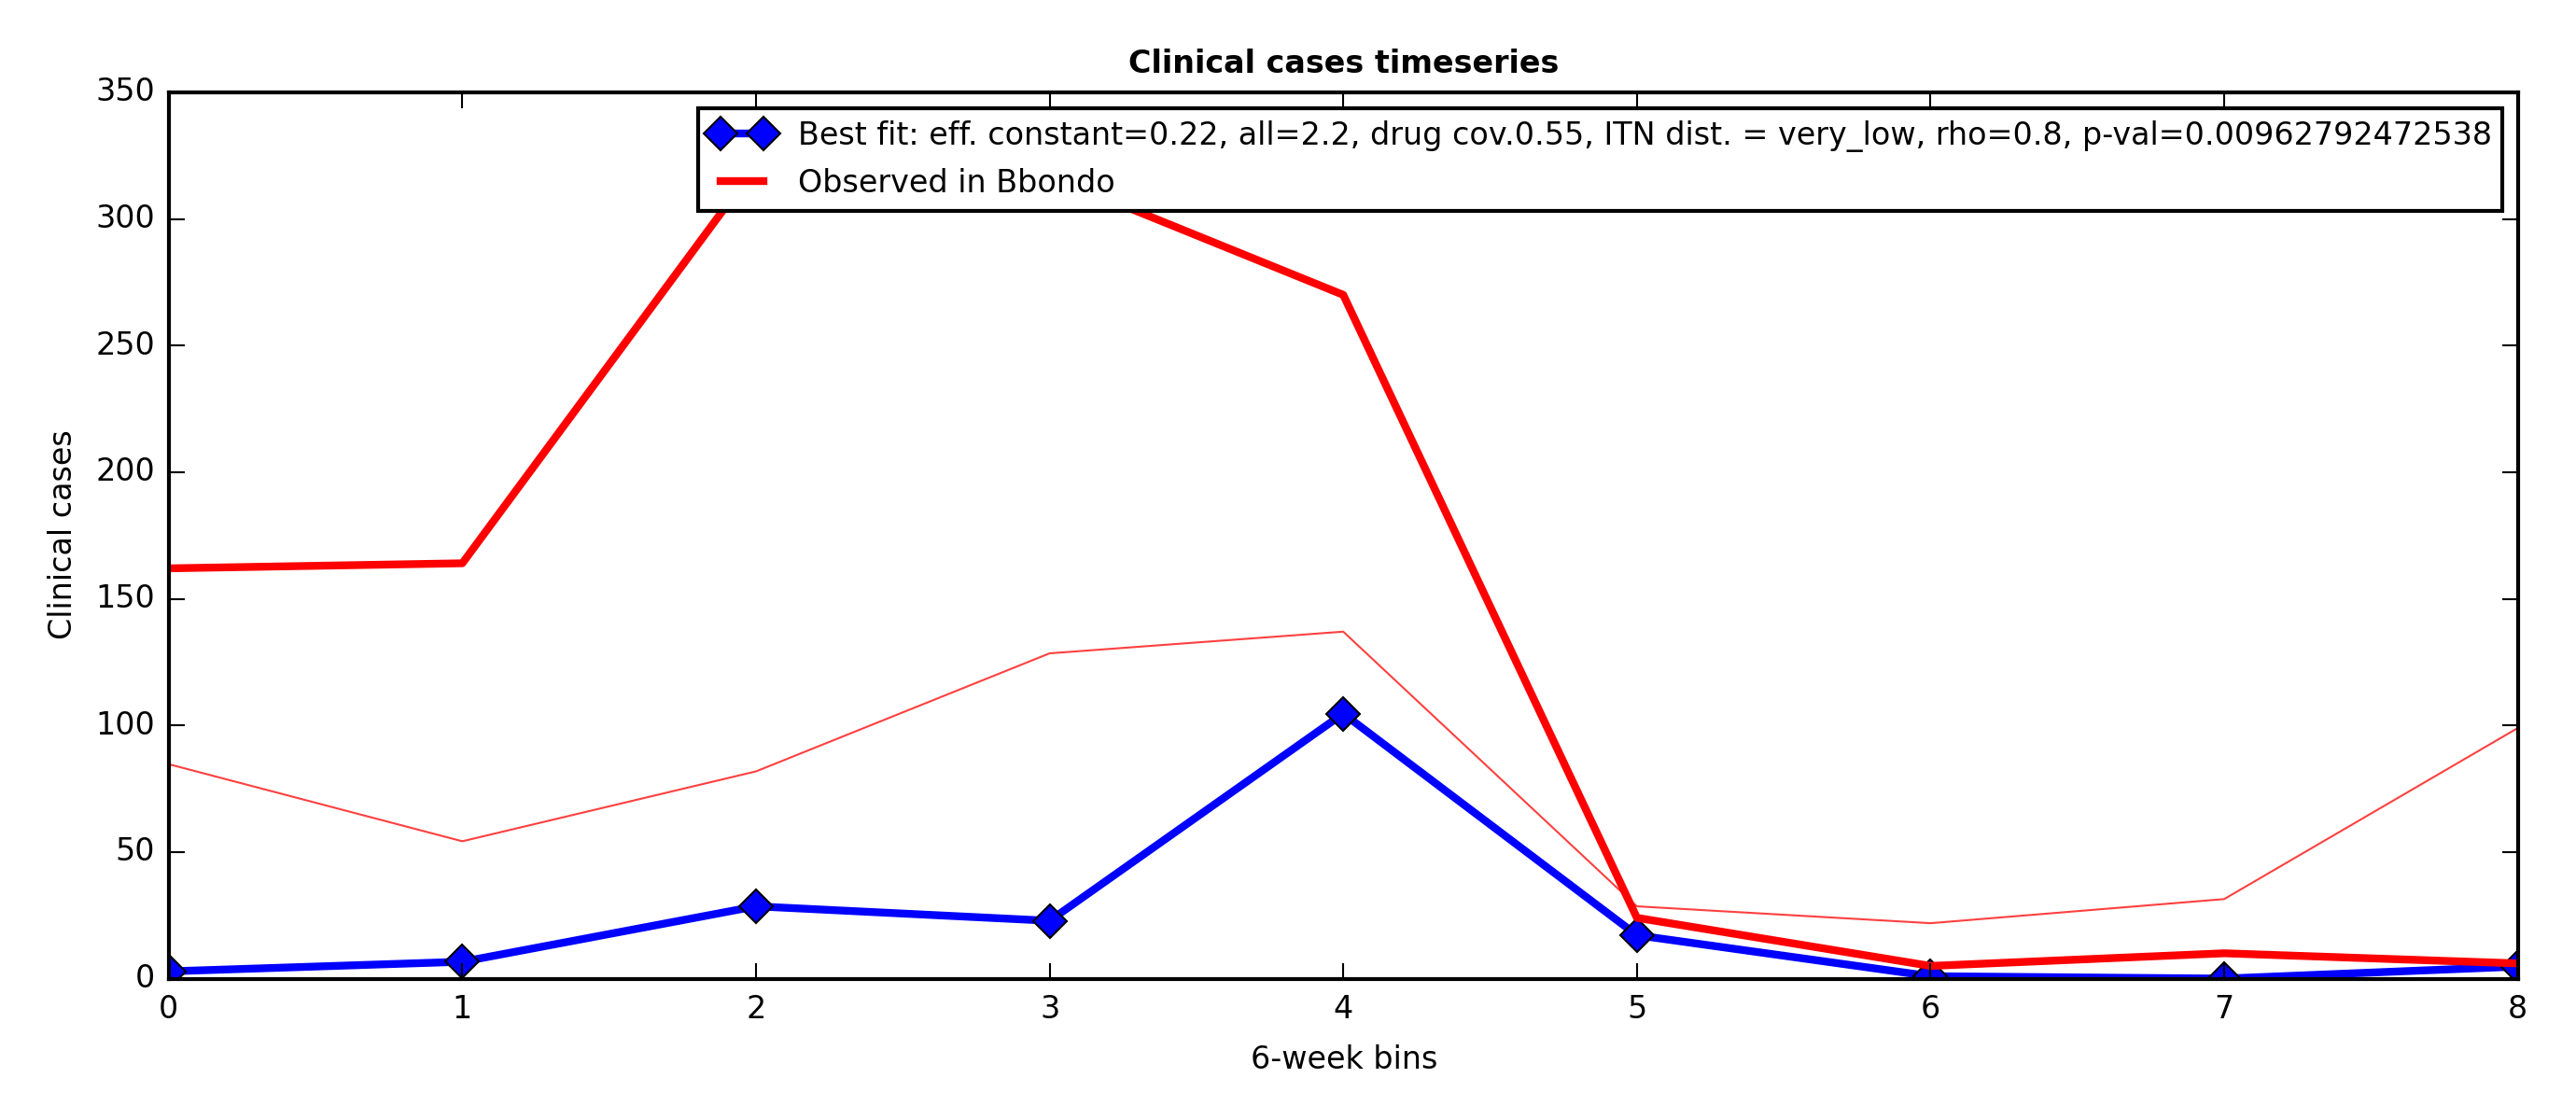 Clinical cases timeseries
350
300
250
200
150
100
50
0
Clinical cases
Best fit: eff. constant=0.22, all=2.2, drug cov.0.55, ITN dist. = very_low, rho=0.8, p-val=0.00962792472538
Observed in Bbondo
0 1 2 3 4 5 6 7 8
6-week bins